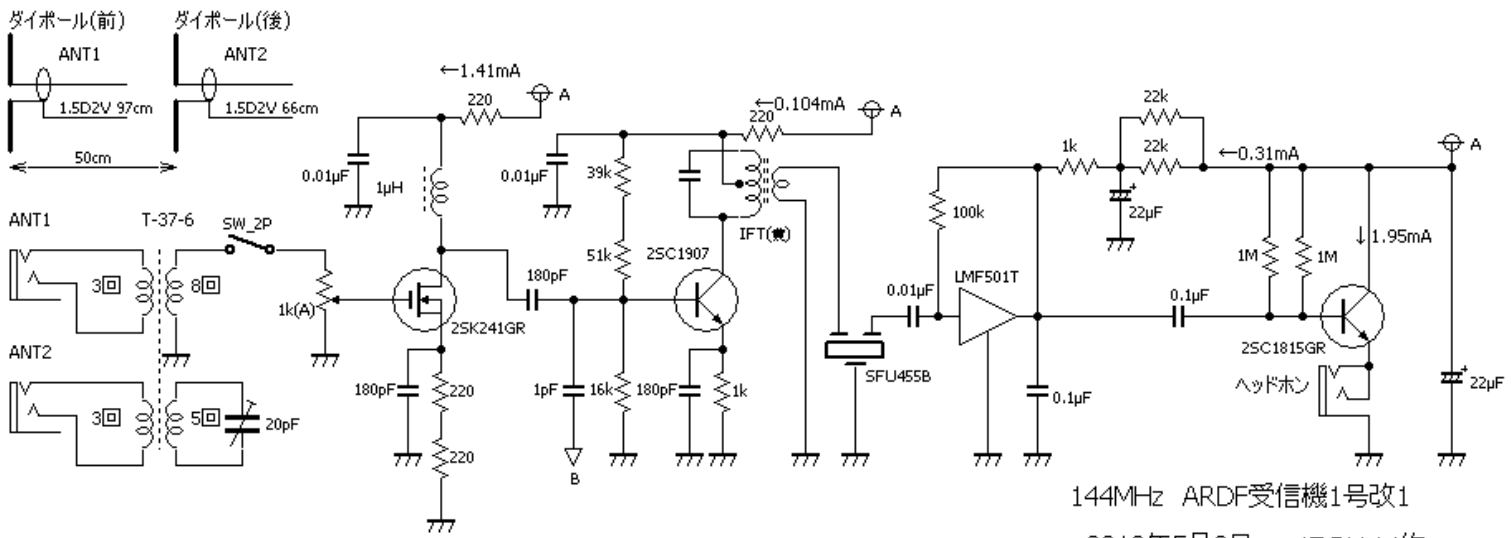 ダイポール(前)
ダイポール(後)
ANT1
ANT2
1.5D2V 97cm
1.5D2V 66cm
50cm
←1.41mA
220
A
0.01μF
1μH
ANT1
T-37-6
SW_2P
3回
8回
1k(A)
2SK241GR
ANT2
3回
5回
20pF
180pF
220
220
180pF
←0.104mA
220
A
0.01μF
39k
51k
IFT(黄)
2SC1907
1pF
16k
180pF
1k
B
SFU455B
0.01μF
100k
LMF501T
1k
22k
22k
←0.31mA
22μF
A
0.1μF
0.1μF
1M
1M
↓1.95mA
2SC1815GR
ヘッドホン
22μF
144MHz ARDF受信機1号改1